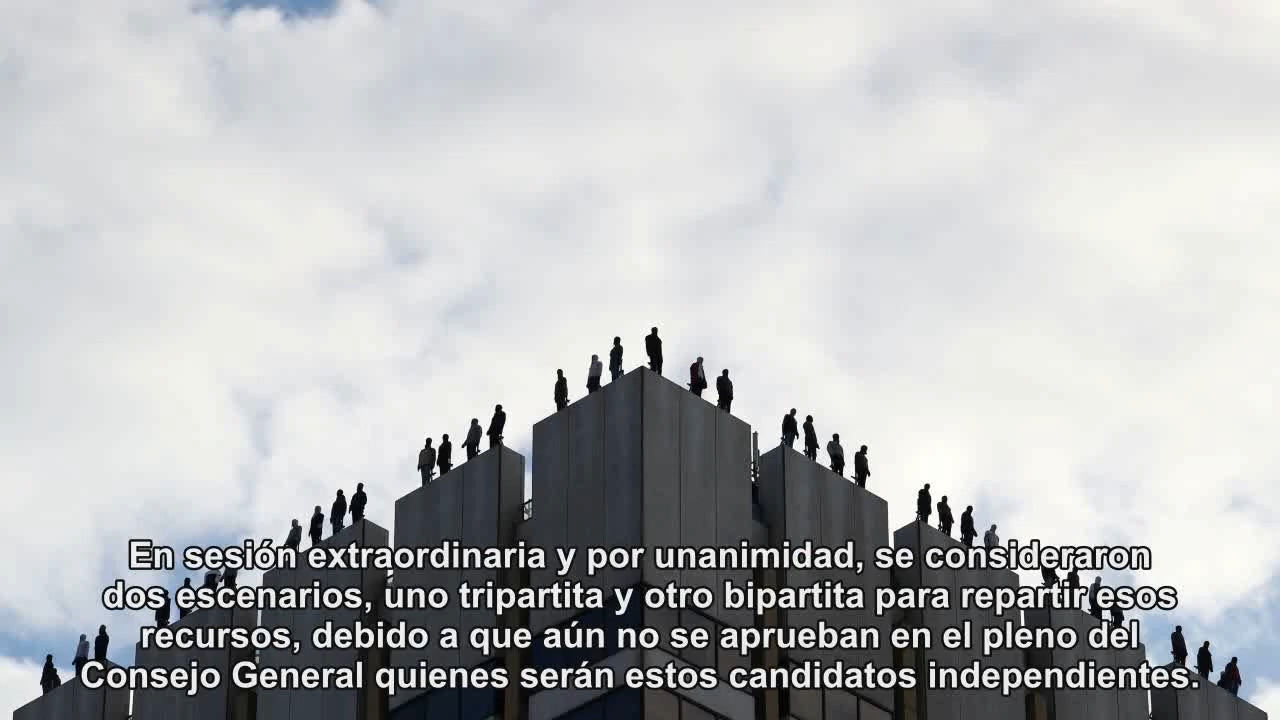 En sesión extraordinaria y por unanimidad, se consideraron
dos escenarios, uno tripartita y otro bipartita para repartir esos
recursos, debido a que aún no se aprueban en el pleno del
Consejo General quienes serán estos candidatos independientes.